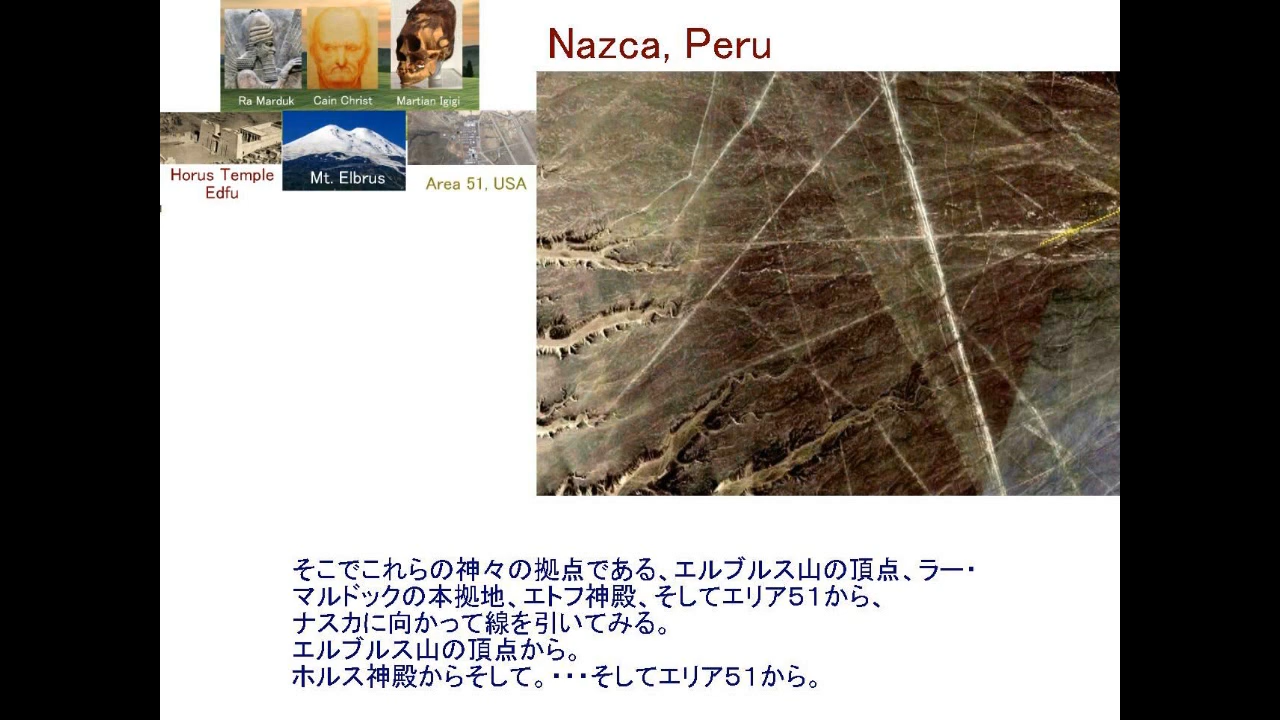 Nazca, Peru
Ra Marduk
Cain Christ
Martian Igigi
Horus Temple
Edfu
Mt. Elbrus
Area 51, USA
そこでこれらの神々の拠点である、エルブルス山の頂点、ラー・
マルドックの本拠地、エトフ神殿、そしてエリア５１から、
ナスカに向かって線を引いてみる。
エルブルス山の頂点から。
ホルス神殿からそして。・・・そしてエリア５１から。